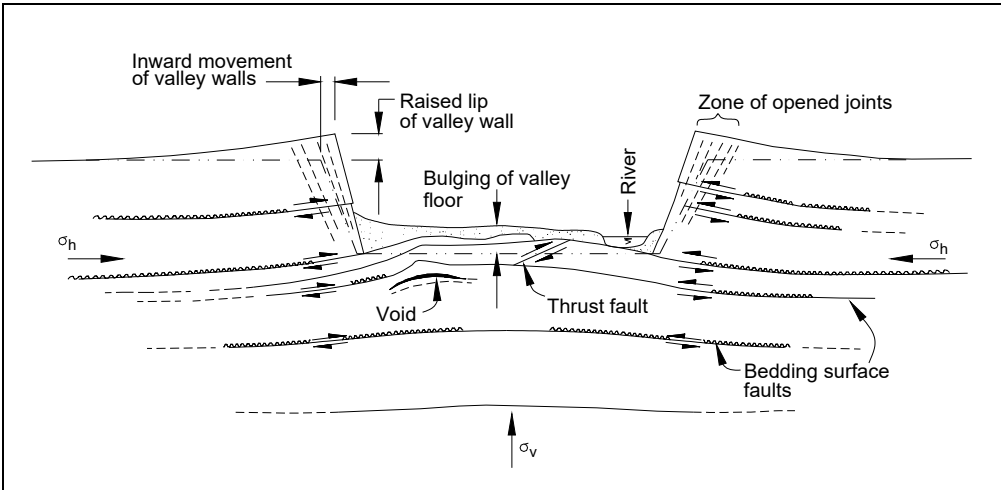 Inward movement
of valley walls
Raised lip
of valley wall
Zone of opened joints
Bulging of valley
floor
River
σh
σh
Void
Thrust fault
Bedding surface
faults
σv